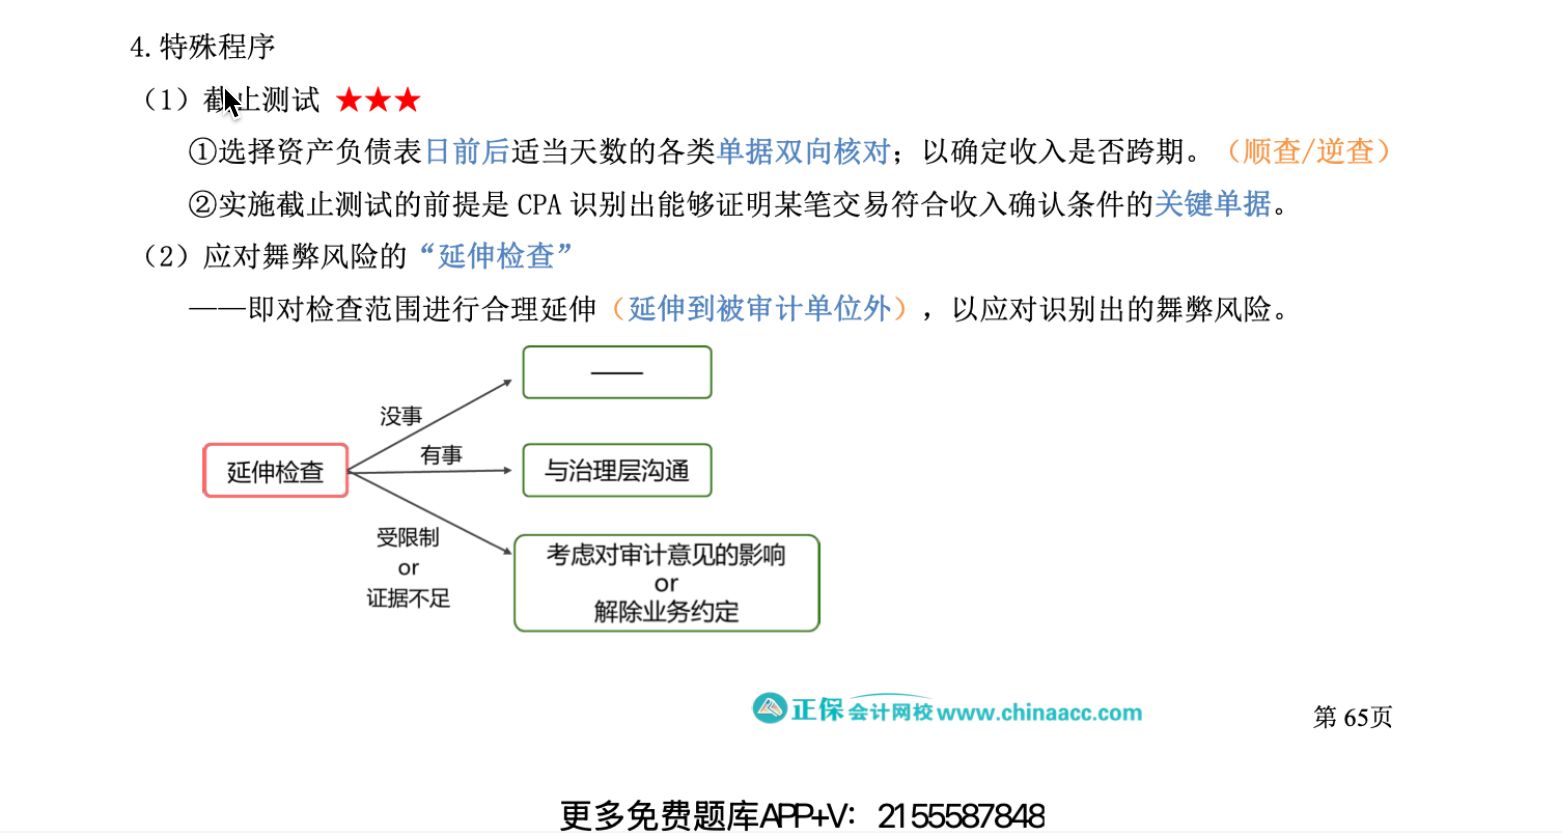 4.特殊程序
（1）截止测试 ★★★
①选择资产负债表日前后适当天数的各类单据双向核对；以确定收入是否跨期。（顺查/逆查）
②实施截止测试的前提是 CPA 识别出能够证明某笔交易符合收入确认条件的关键单据。
（2）应对舞弊风险的“延伸检查”
——即对检查范围进行合理延伸（延伸到被审计单位外），以应对识别出的舞弊风险。
——
没事
有事
延伸检查
与治理层沟通
受限制
or
证据不足
考虑对审计意见的影响
or
解除业务约定
正保会计网校 www.chinaacc.com
第 65页
更多免费题库APP+V：2155587848